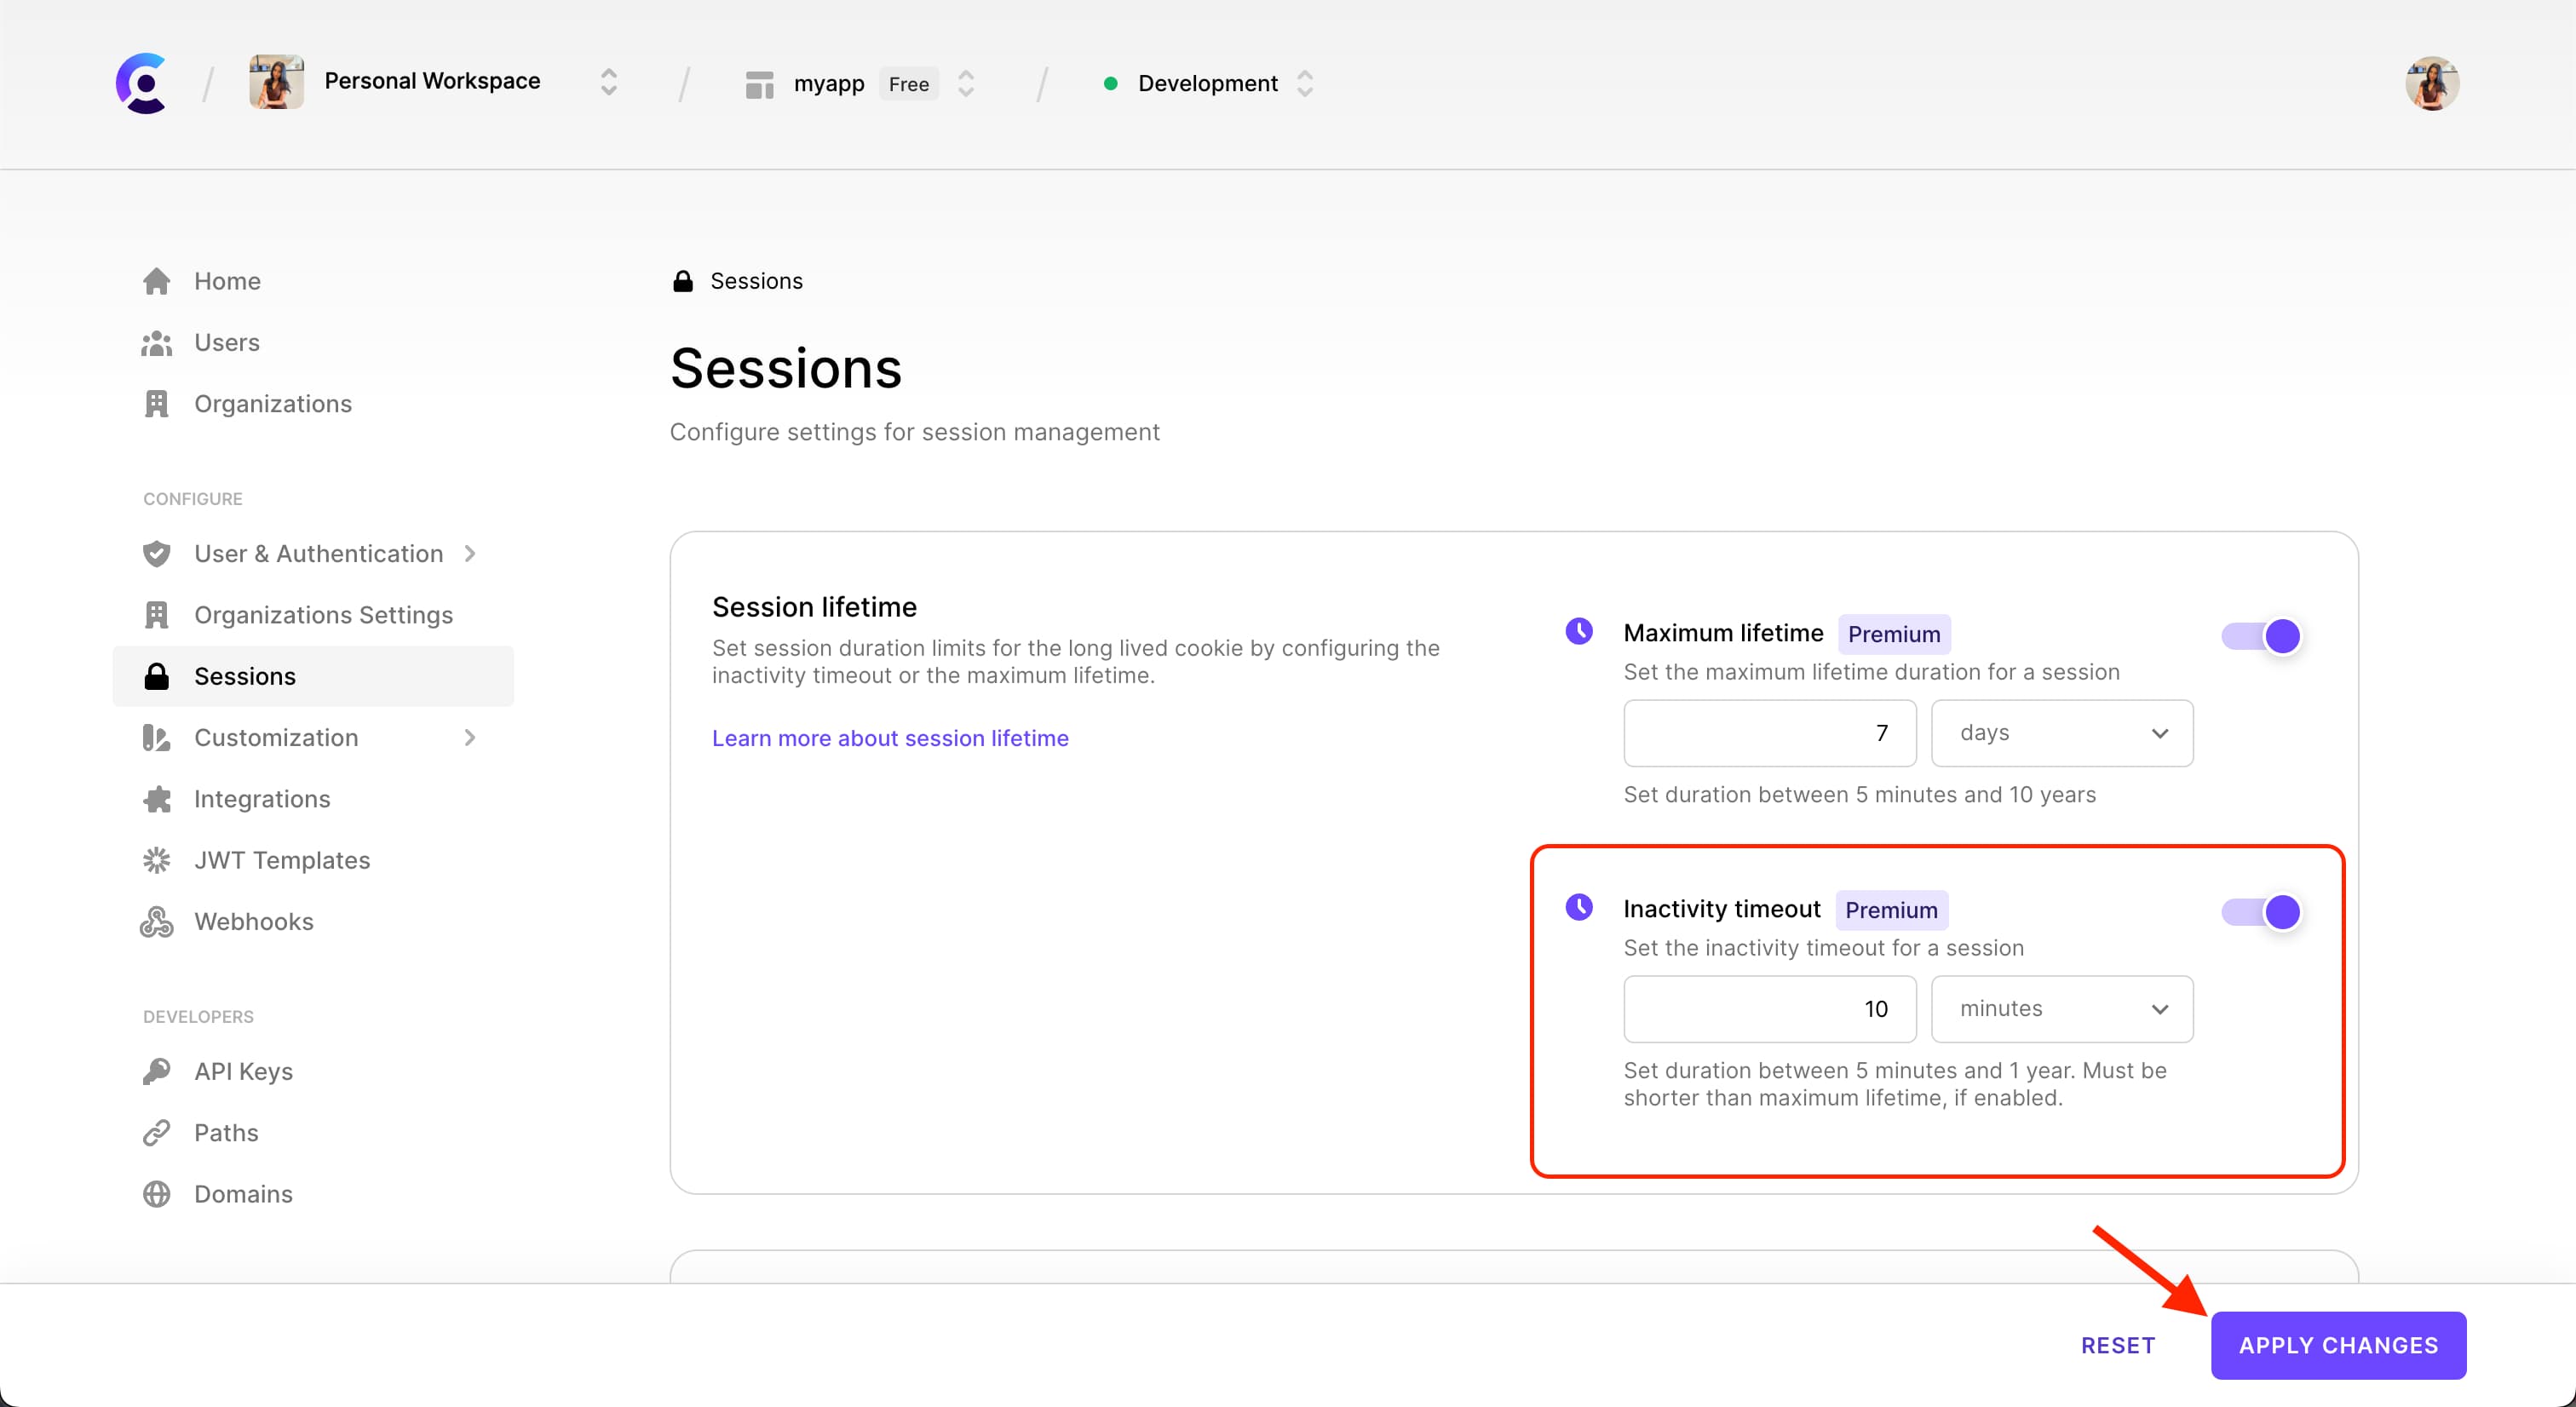 Personal Workspace
myapp
Free
Development
Home
Users
Organizations
CONFIGURE
User & Authentication
Organizations Settings
Sessions
Customization
Integrations
JWT Templates
Webhooks
DEVELOPERS
API Keys
Paths
Domains
Sessions
Sessions
Configure settings for session management
Session lifetime
Set session duration limits for the long lived cookie by configuring the
inactivity timeout or the maximum lifetime.
Learn more about session lifetime
Maximum lifetime Premium
Set the maximum lifetime duration for a session
7 days
Set duration between 5 minutes and 10 years
Inactivity timeout Premium
Set the inactivity timeout for a session
10 minutes
Set duration between 5 minutes and 1 year. Must be
shorter than maximum lifetime, if enabled.
RESET
APPLY CHANGES